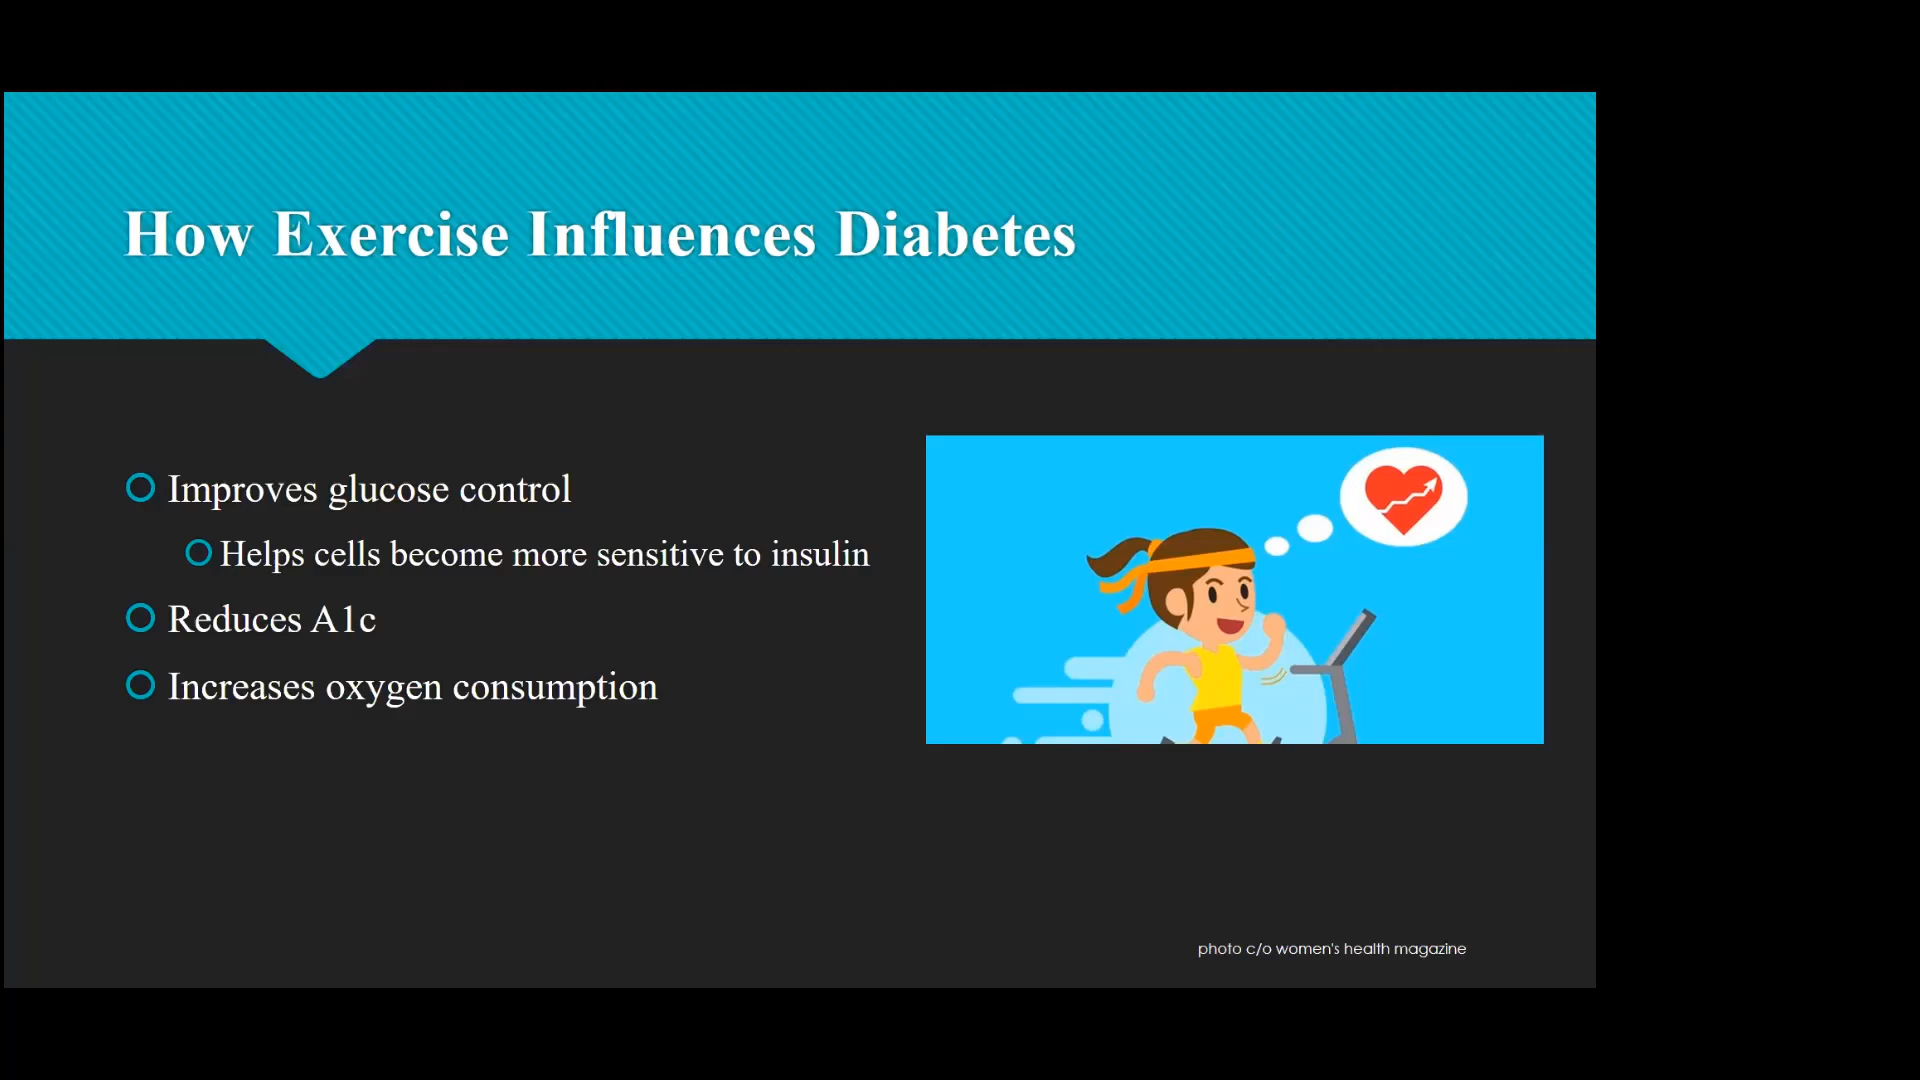 How Exercise Influences Diabetes
Improves glucose control
Helps cells become more sensitive to insulin
Reduces A1c
Increases oxygen consumption
photo c/o women's health magazine